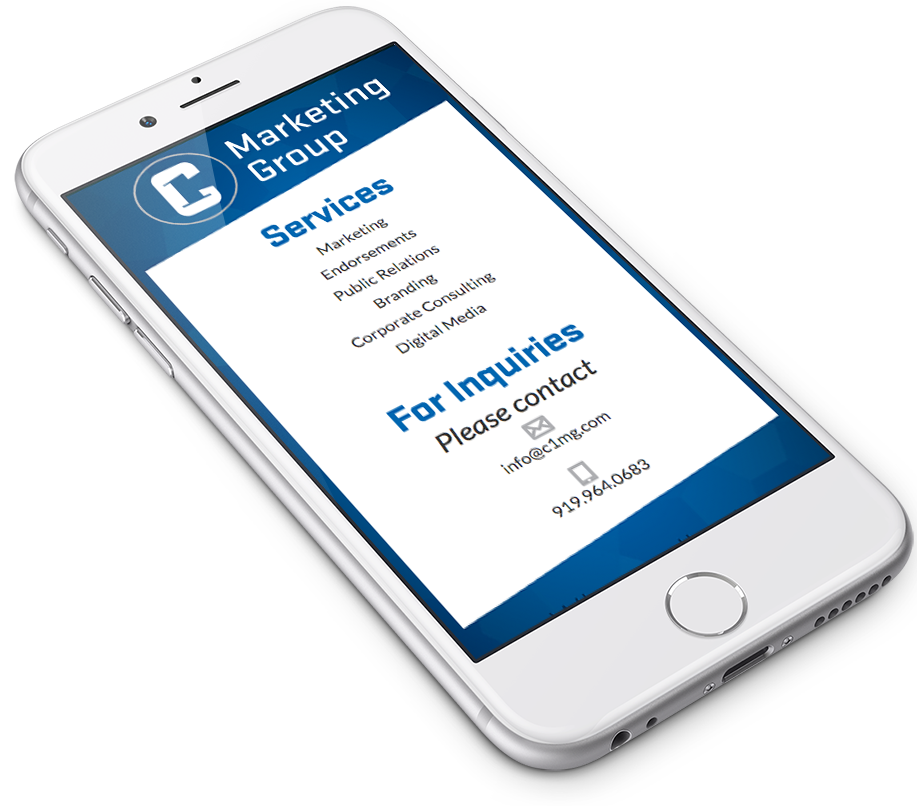 C1
Marketing
Group
Services
Marketing
Endorsements
Public Relations
Branding
Corporate Consulting
Digital Media
For Inquiries
Please contact
info@c1mg.com
919.964.0683